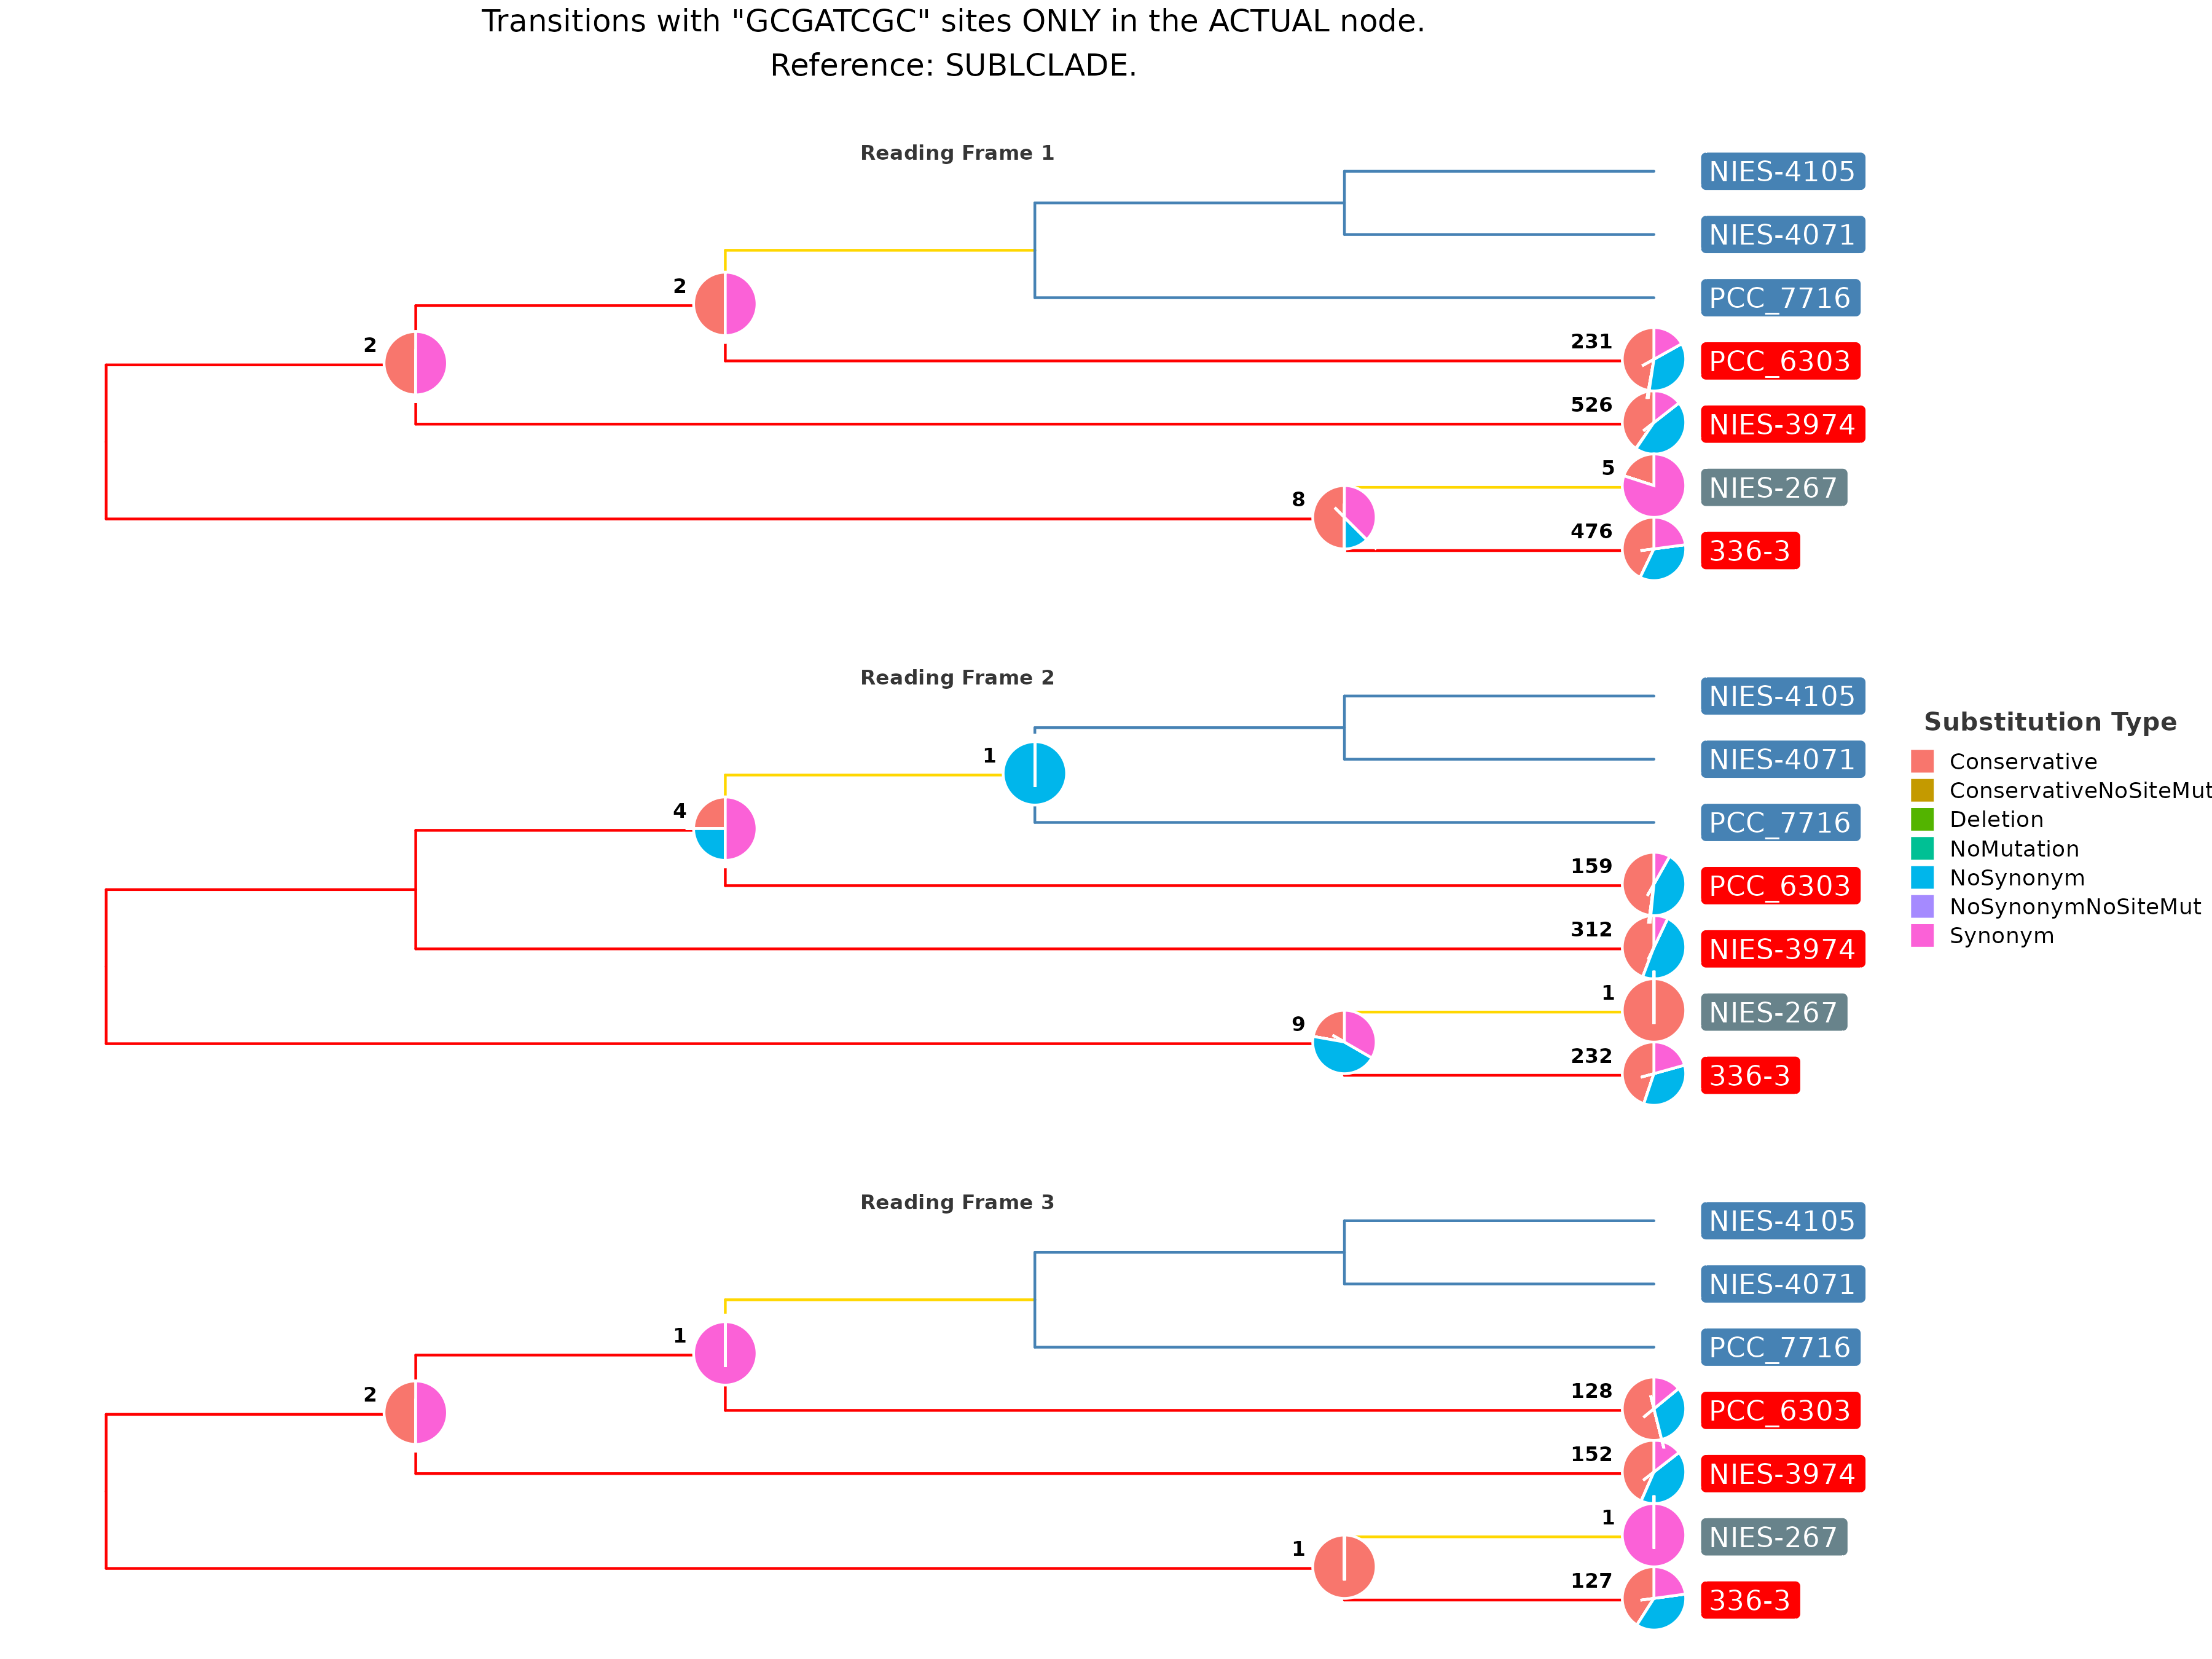 Transitions with "GCGATCGC" sites ONLY in the ACTUAL node.
Reference: SUBLCLADE.
Reading Frame 1
NIES-4105
NIES-4071
2
PCC_7716
2
231
PCC_6303
526
NIES-3974
5
NIES-267
8
476
336-3
Reading Frame 2
NIES-4105
1
NIES-4071
4
PCC_7716
159
PCC_6303
312
NIES-3974
1
NIES-267
9
232
336-3
Substitution Type
Conservative
ConservativeNoSiteMut
Deletion
NoMutation
NoSynonym
NoSynonymNoSiteMut
Synonym
Reading Frame 3
NIES-4105
NIES-4071
1
PCC_7716
2
128
PCC_6303
152
NIES-3974
1
NIES-267
1
127
336-3